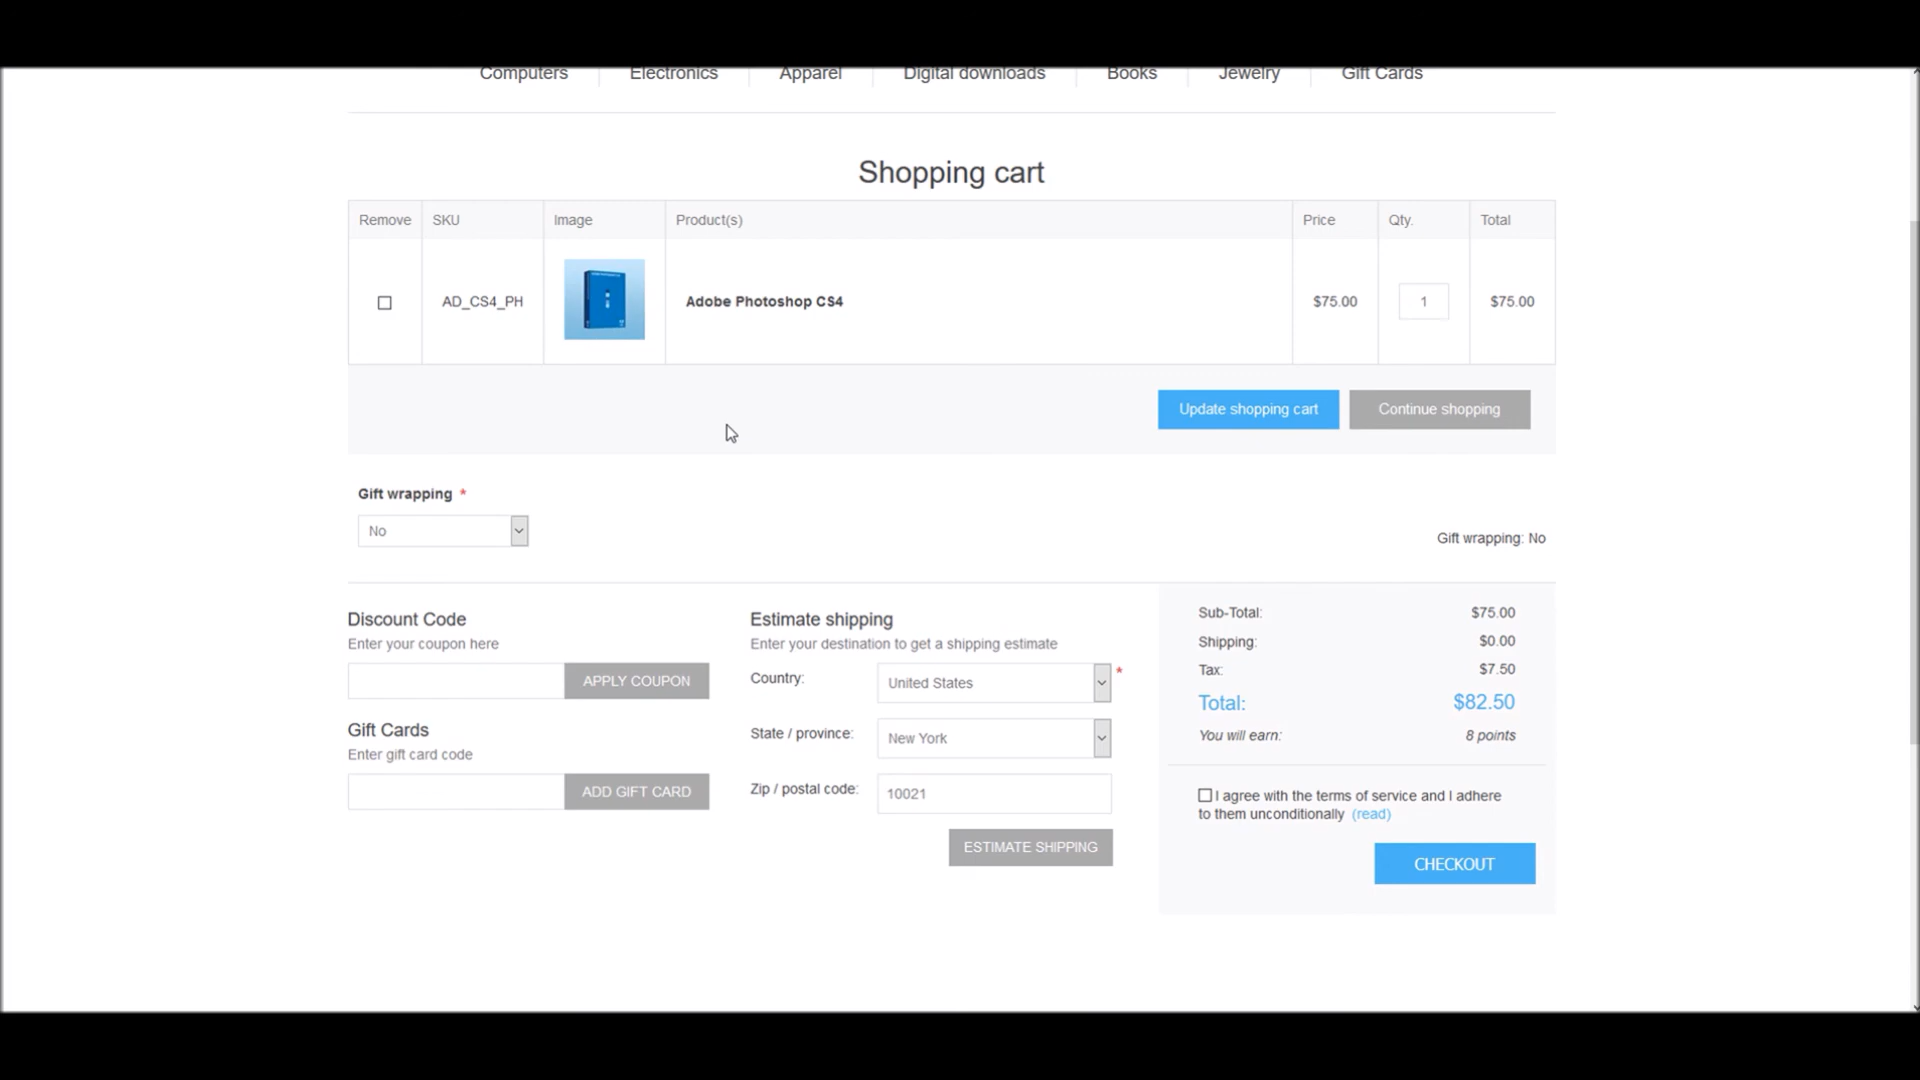 Computers Electronics Apparel Digital downloads Books Jewelry Gift Cards
Shopping cart
Remove SKU Image Product(s) Price Qty. Total
AD_CS4_PH Adobe Photoshop CS4 $75.00 1 $75.00
Update shopping cart Continue shopping
Gift wrapping *
No
Gift wrapping: No
Discount Code
Enter your coupon here
APPLY COUPON
Gift Cards
Enter gift card code
ADD GIFT CARD
Estimate shipping
Enter your destination to get a shipping estimate
Country: United States *
State / province: New York
Zip / postal code: 10021
ESTIMATE SHIPPING
Sub-Total: $75.00
Shipping: $0.00
Tax: $7.50
Total: $82.50
You will earn: 8 points
I agree with the terms of service and I adhere
to them unconditionally (read)
CHECKOUT